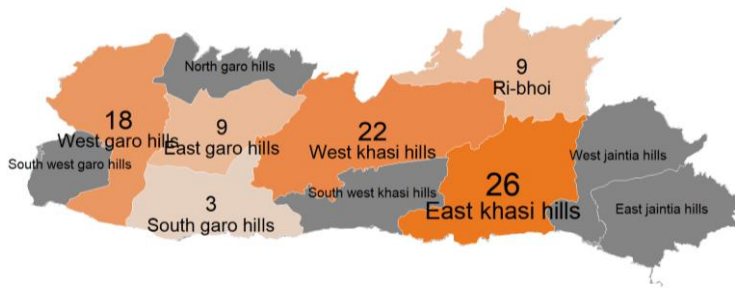 North garo hills
9
Ri-bhoi
18
West garo hills
9
East garo hills
22
West khasi hills
West jaintia hills
South west garo hills
South west khasi hills
26
East khasi hills
3
South garo hills
East jaintia hills